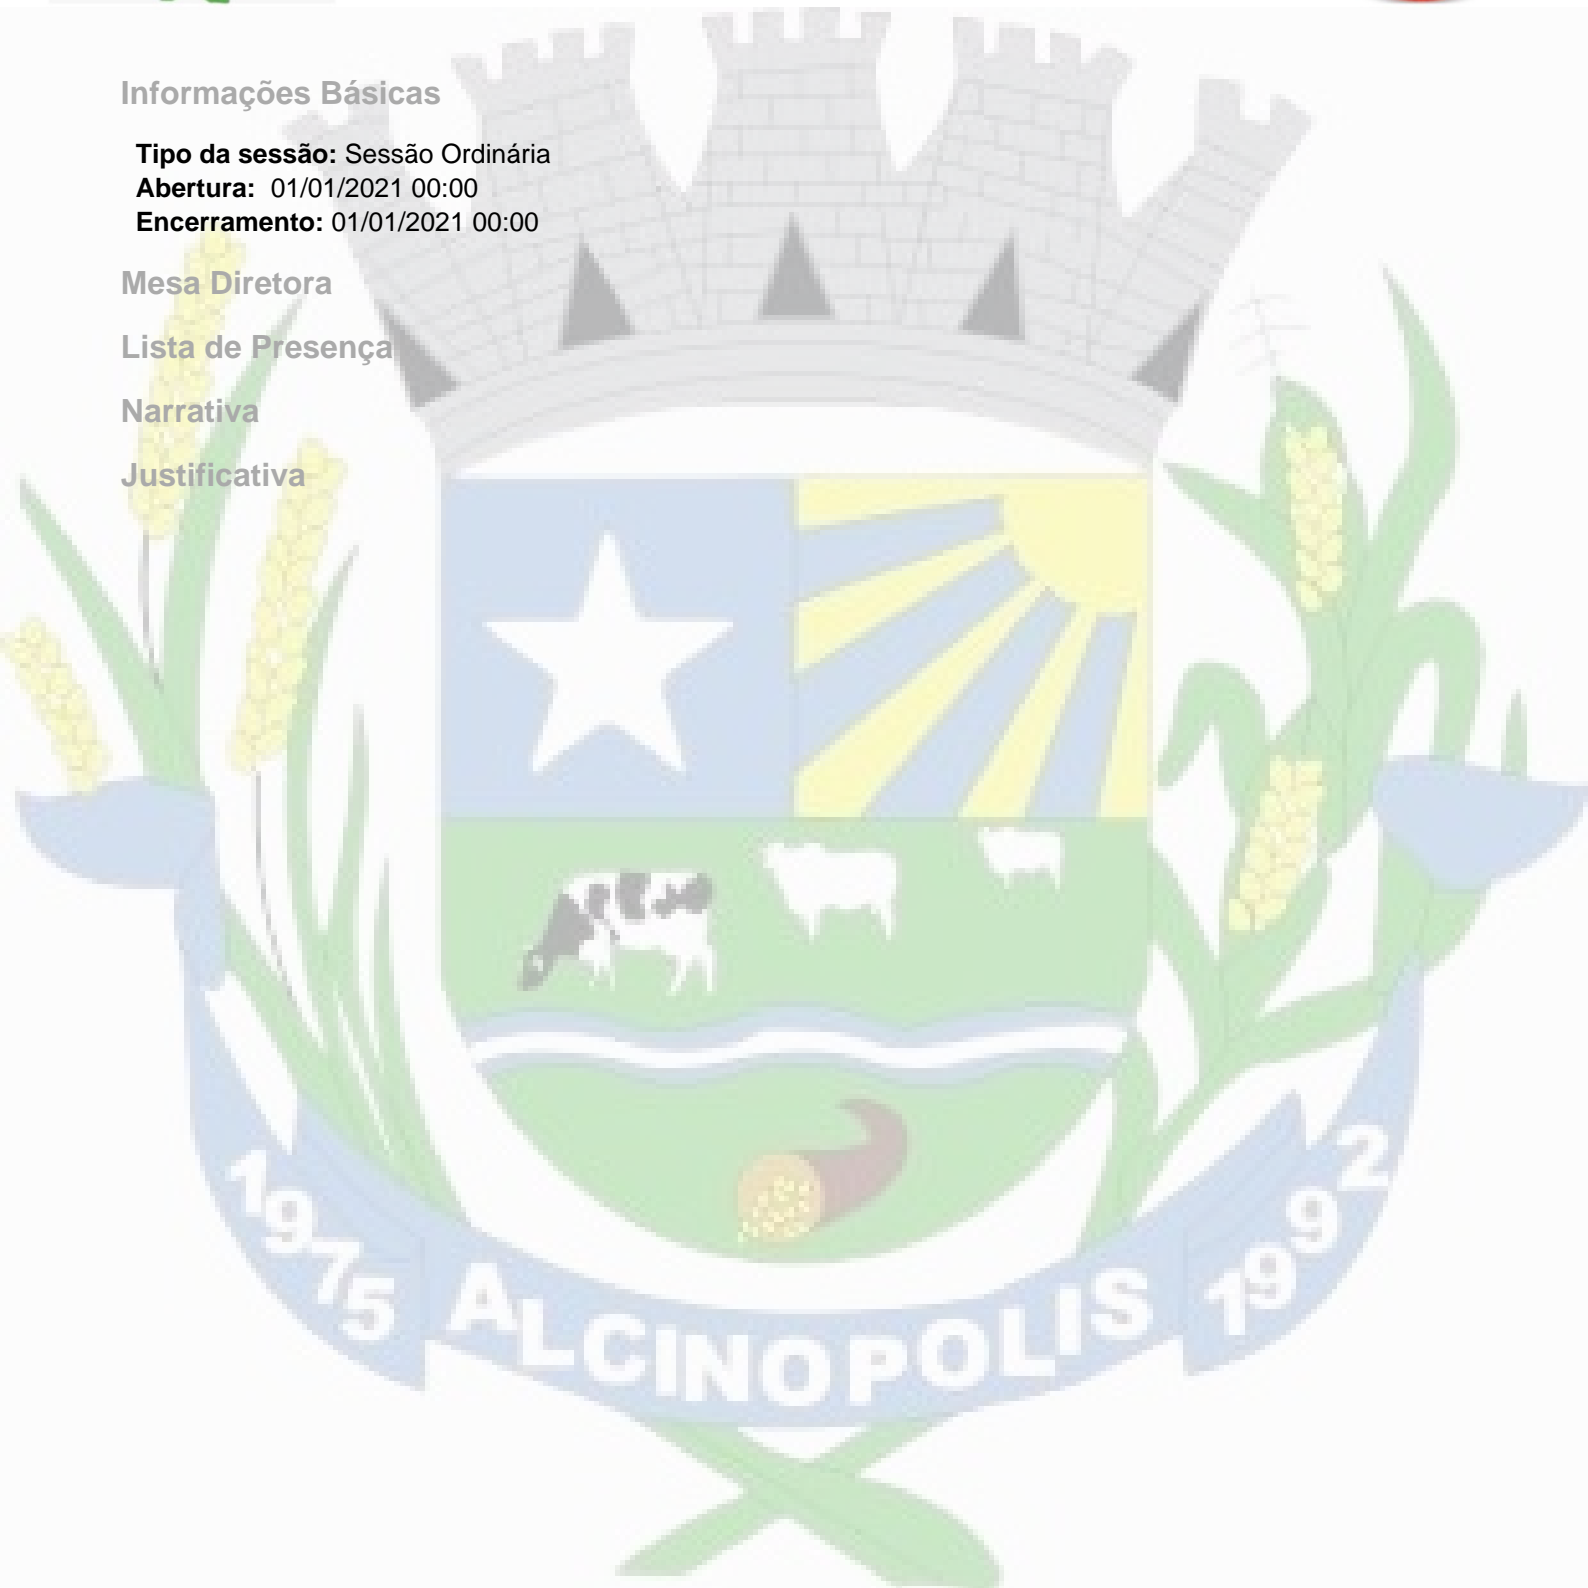 Informações Básicas
Tipo da sessão: Sessão Ordinária
Abertura: 01/01/2021 00:00
Encerramento: 01/01/2021 00:00
Mesa Diretora
Lista de Presença
Narrativa
Justificativa
1975 ALCINOPOLIS 1992